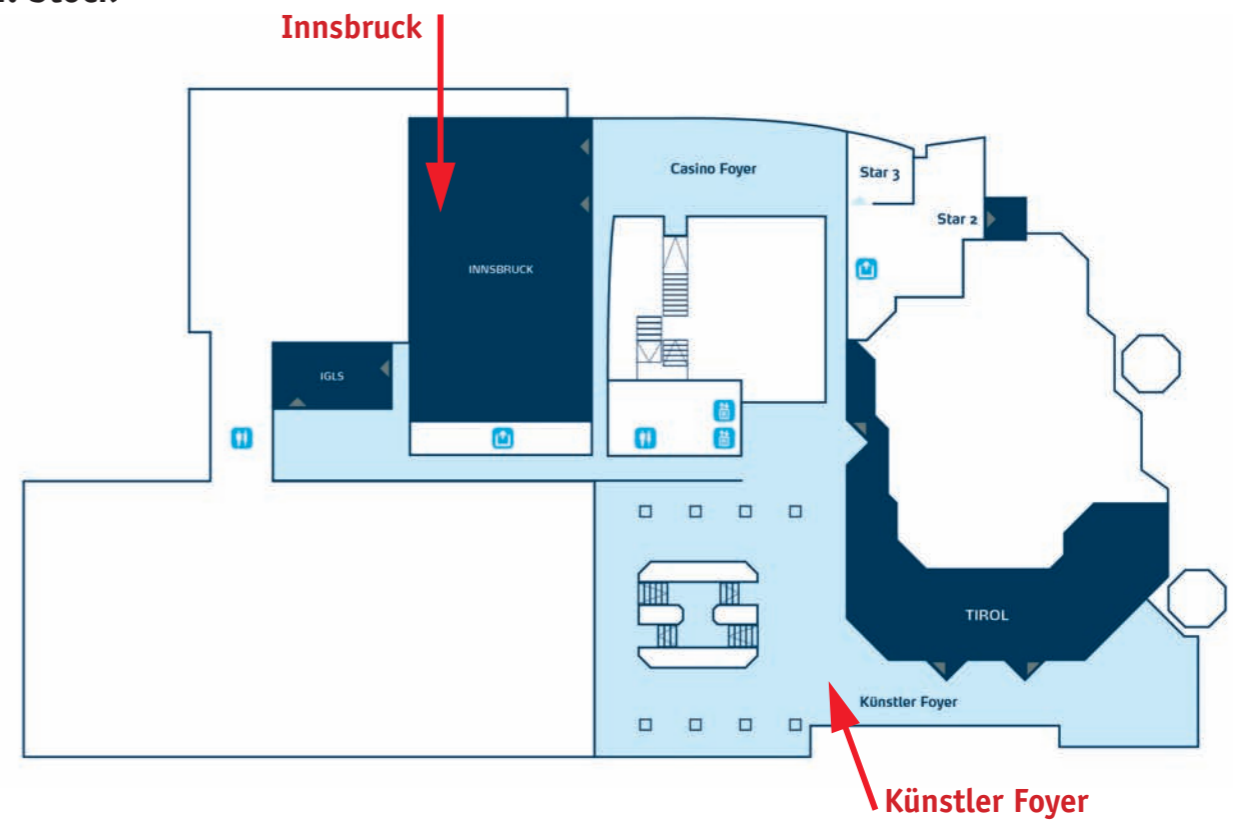 Innsbruck
Casino Foyer
Star 3
Star 2
INNSBRUCK
IGLS
TIROL
Künstler Foyer
Künstler Foyer